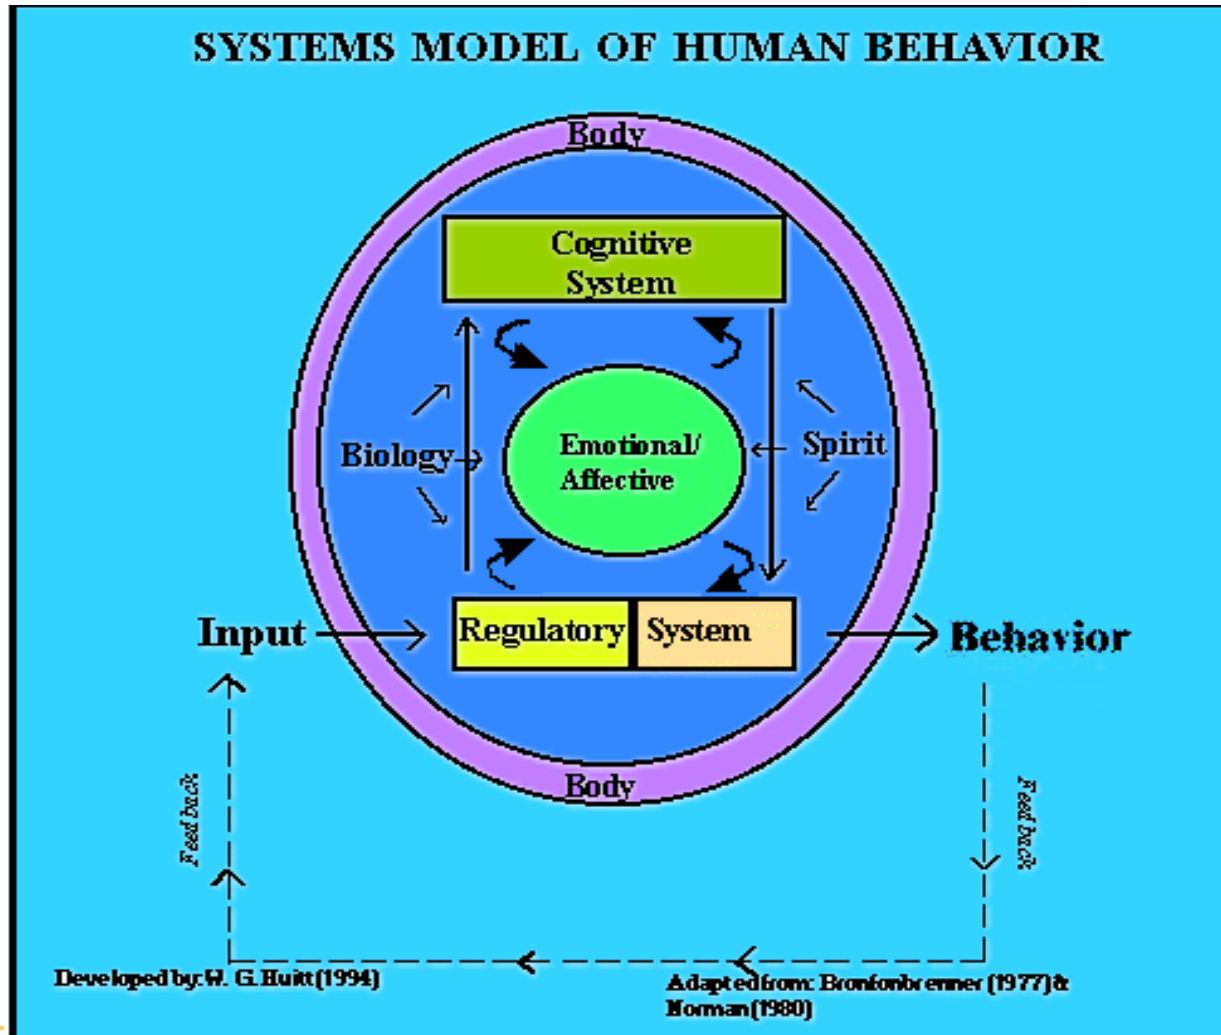 SYSTEMS MODEL OF HUMAN BEHAVIOR
Body
Cognitive
System
Biology
Emotional/
Affective
Spirit
Input
Regulatory
System
Behavior
Body
Feed back
Feed back
Developed by: W. G. Huitt (1994)
Adapted from: Bronfonbrenner (1977) &
Norman (1980)